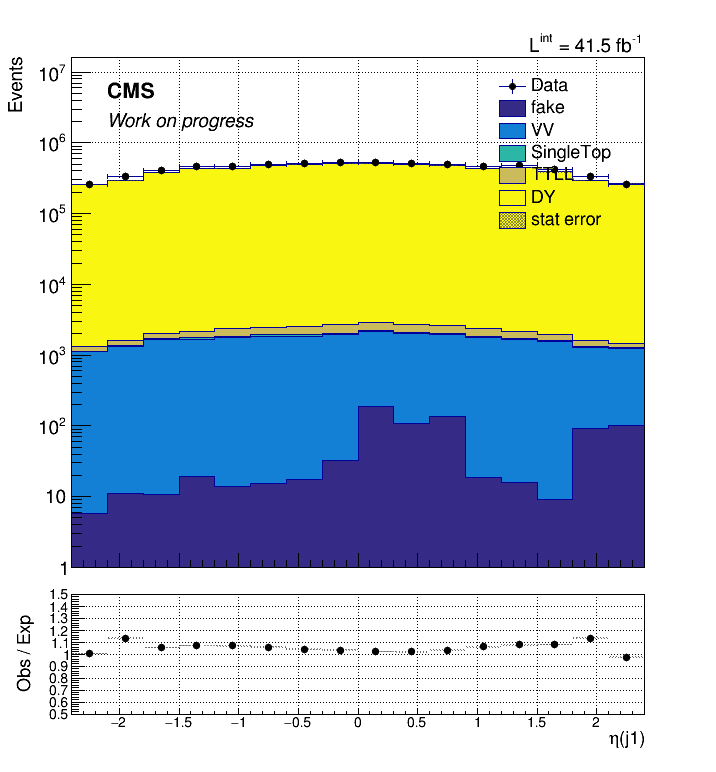 L^int = 41.5 fb^-1
Events
CMS
Work on progress
Data
fake
VV
SingleTop
TTLL
DY
stat error
10^7
10^6
10^5
10^4
10^3
10^2
10
1
Obs / Exp
1.5
1.4
1.3
1.2
1.1
1
0.9
0.8
0.7
0.6
0.5
−2
−1.5
−1
−0.5
0
0.5
1
1.5
2
η(j1)